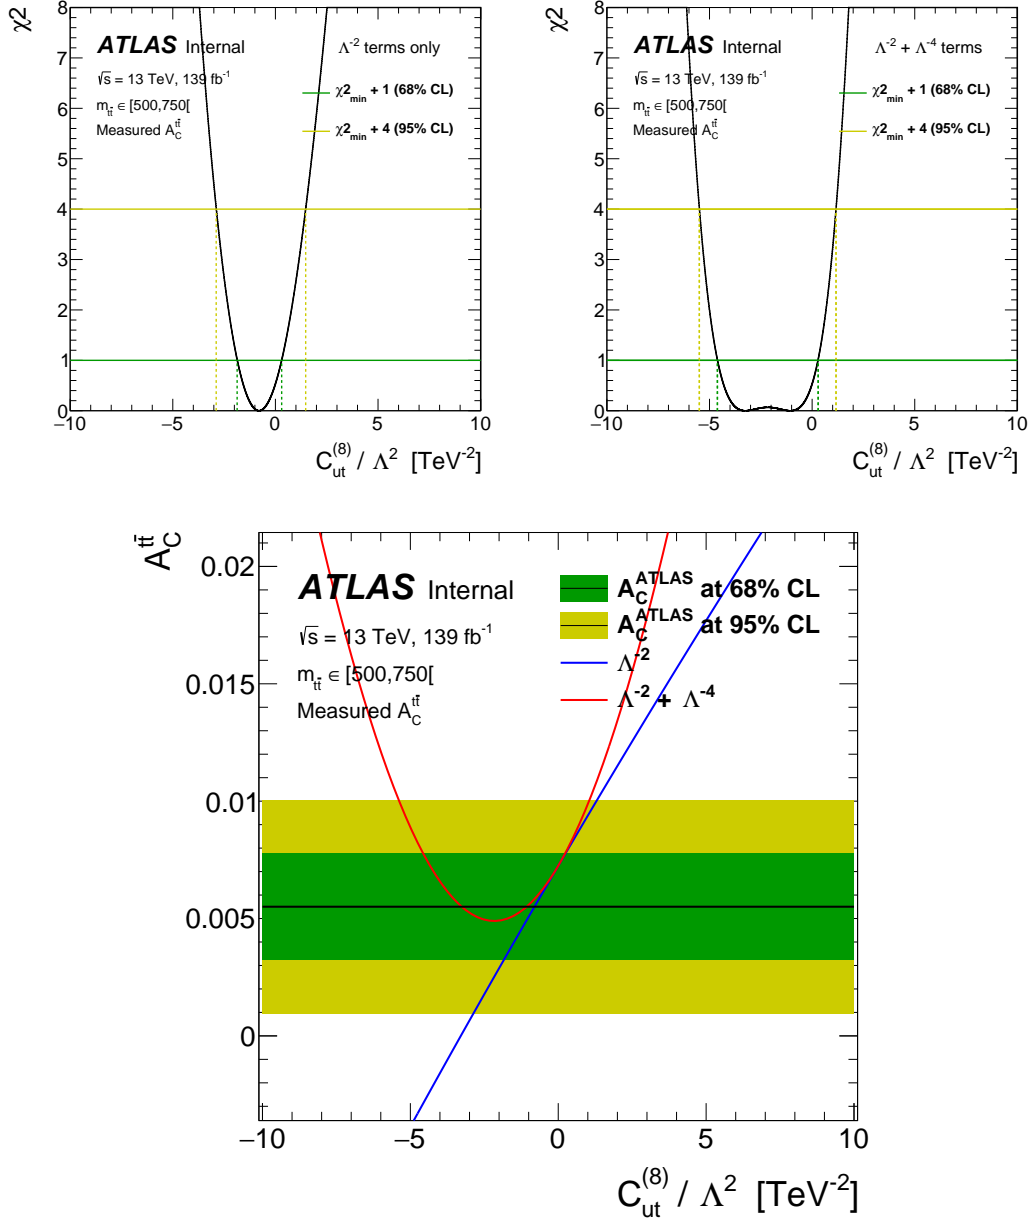 χ2
8
7
6
5
4
3
2
1
0
ATLAS Internal
√s = 13 TeV, 139 fb⁻¹
m_tt̄ ∈ [500,750[
Measured A_C^tt̄
Λ⁻² terms only
χ2_min + 1 (68% CL)
χ2_min + 4 (95% CL)
−10 −5 0 5 10
C_ut^(8) / Λ² [TeV⁻²]
χ2
8
7
6
5
4
3
2
1
0
ATLAS Internal
√s = 13 TeV, 139 fb⁻¹
m_tt̄ ∈ [500,750[
Measured A_C^tt̄
Λ⁻² + Λ⁻⁴ terms
χ2_min + 1 (68% CL)
χ2_min + 4 (95% CL)
−10 −5 0 5 10
C_ut^(8) / Λ² [TeV⁻²]
A_C^tt̄
0.02
0.015
0.01
0.005
0
ATLAS Internal
√s = 13 TeV, 139 fb⁻¹
m_tt̄ ∈ [500,750[
Measured A_C^tt̄
A_C^ATLAS at 68% CL
A_C^ATLAS at 95% CL
Λ⁻²
Λ⁻² + Λ⁻⁴
−10 −5 0 5 10
C_ut^(8) / Λ² [TeV⁻²]